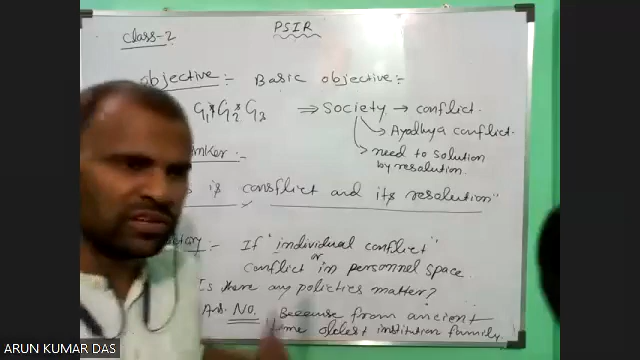 Class-2
PSIR
objective :- Basic objective :-
G₁ G₂ G₃ ⇒ Society → conflict.
→ Ayodhya conflict.
→ need to solution
by resolution.
is conflict and its resolution"
:- If "individual conflict"
or
conflict in personnel space.
Is there any politics matter?
Ans. No. Because from ancient
time oldest institution family.
ARUN KUMAR DAS